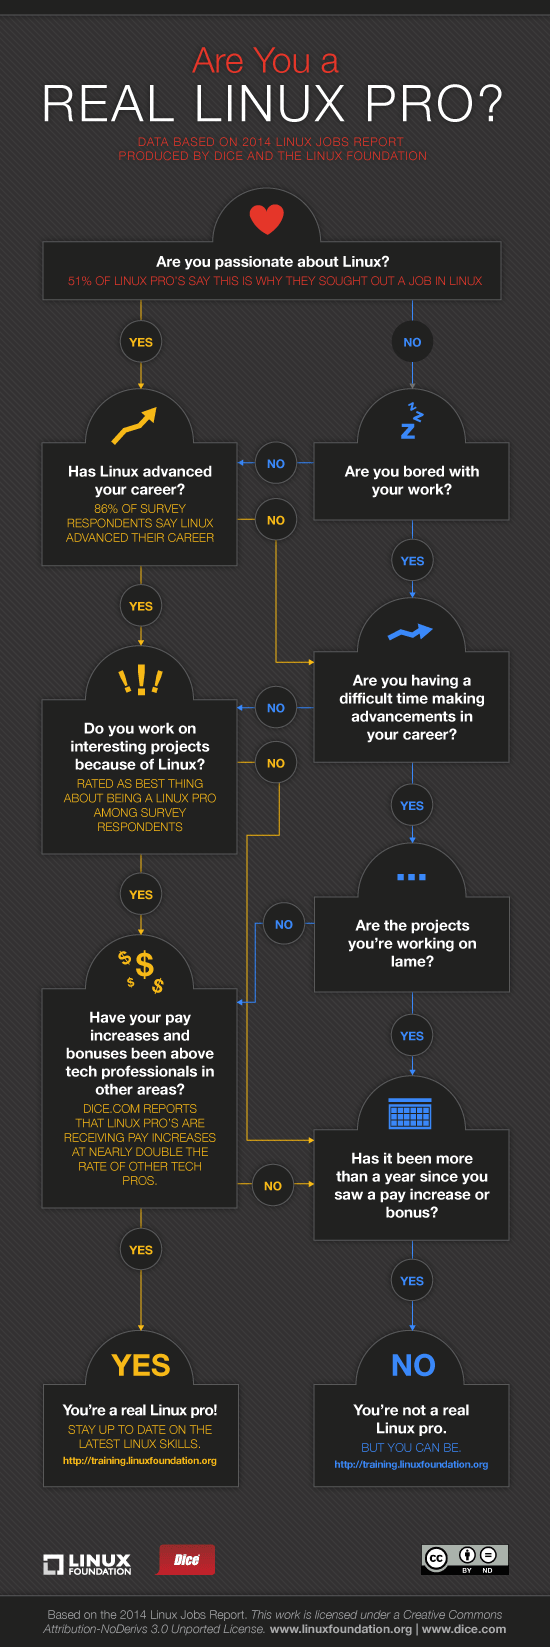 Are You a
REAL LINUX PRO?
DATA BASED ON 2014 LINUX JOBS REPORT
PRODUCED BY DICE AND THE LINUX FOUNDATION
Are you passionate about Linux?
51% OF LINUX PRO'S SAY THIS IS WHY THEY SOUGHT OUT A JOB IN LINUX
YES
NO
z
z
z
Has Linux advanced
your career?
86% OF SURVEY
RESPONDENTS SAY LINUX
ADVANCED THEIR CAREER
NO
NO
Are you bored with
your work?
YES
YES
!!!
Do you work on
interesting projects
because of Linux?
RATED AS BEST THING
ABOUT BEING A LINUX PRO
AMONG SURVEY
RESPONDENTS
NO
NO
Are you having a
difficult time making
advancements in
your career?
YES
YES
...
$ $ $ $
Have your pay
increases and
bonuses been above
tech professionals in
other areas?
DICE.COM REPORTS
THAT LINUX PRO'S ARE
RECEIVING PAY INCREASES
AT NEARLY DOUBLE THE
RATE OF OTHER TECH
PROS.
NO
Are the projects
you're working on
lame?
YES
NO
Has it been more
than a year since you
saw a pay increase or
bonus?
YES
YES
YES
You're a real Linux pro!
STAY UP TO DATE ON THE
LATEST LINUX SKILLS.
http://training.linuxfoundation.org
NO
You're not a real
Linux pro.
BUT YOU CAN BE.
http://training.linuxfoundation.org
LINUX
FOUNDATION
Dice
cc
BY ND
Based on the 2014 Linux Jobs Report. This work is licensed under a Creative Commons
Attribution-NoDerivs 3.0 Unported License. www.linuxfoundation.org | www.dice.com